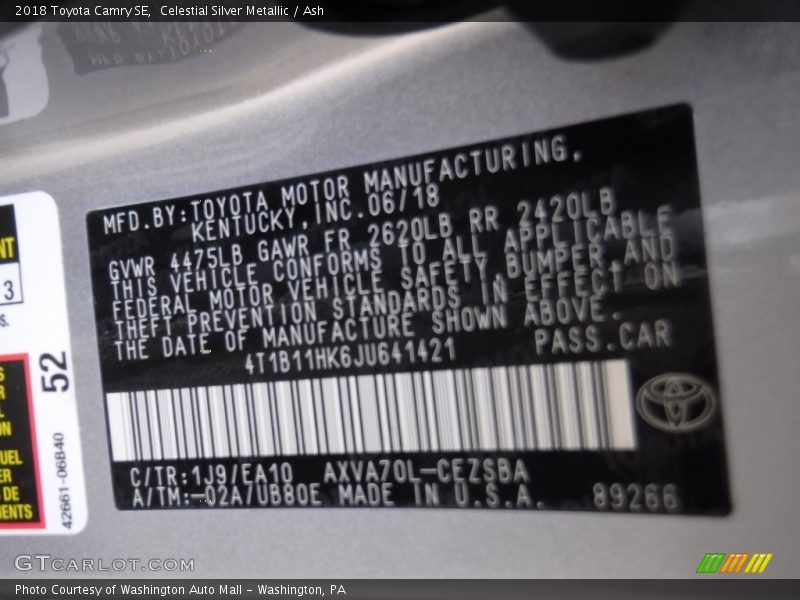 2018 Toyota Camry SE, Celestial Silver Metallic / Ash
MFD.BY:TOYOTA MOTOR MANUFACTURING,
KENTUCKY,INC.06/18
GVWR 4475LB GAWR FR 2620LB RR 2420LB
THIS VEHICLE CONFORMS TO ALL APPLICABLE
FEDERAL MOTOR VEHICLE SAFETY,BUMPER,AND
THEFT PREVENTION STANDARDS IN EFFECT ON
THE DATE OF MANUFACTURE SHOWN ABOVE.
4T1B11HK6JU641421 PASS.CAR
C/TR:1J9/EA10 AXVA70L-CEZSBA
A/TM:-02A/UB80E MADE IN U.S.A. 89266
3
52
42661-06B40
GTCARLOT.COM
Photo Courtesy of Washington Auto Mall - Washington, PA